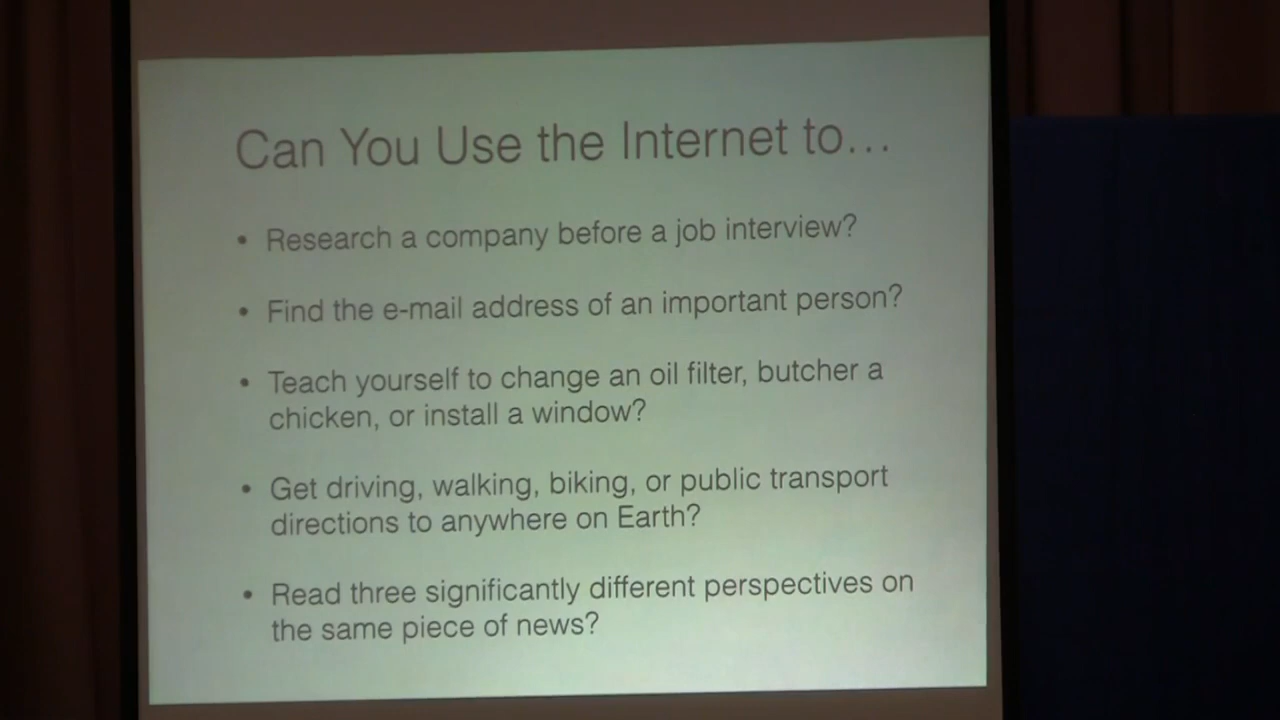 Can You Use the Internet to…
• Research a company before a job interview?
• Find the e-mail address of an important person?
• Teach yourself to change an oil filter, butcher a
chicken, or install a window?
• Get driving, walking, biking, or public transport
directions to anywhere on Earth?
• Read three significantly different perspectives on
the same piece of news?